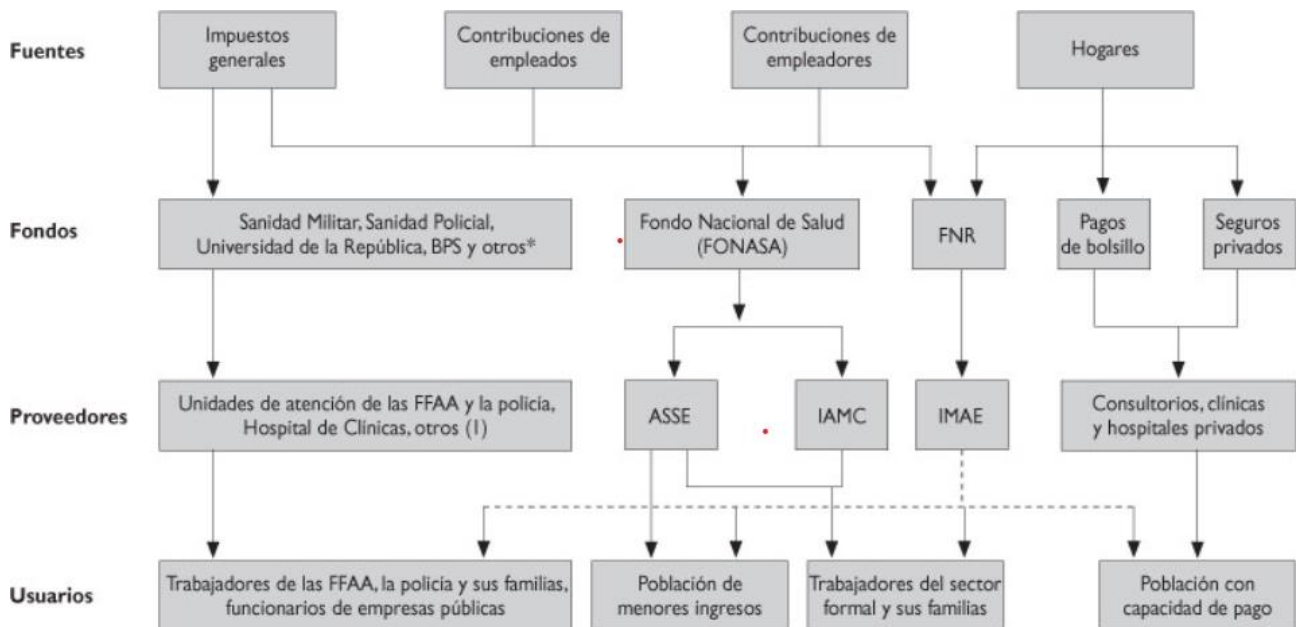 Fuentes
Impuestos
generales
Contribuciones de
empleados
Contribuciones de
empleadores
Hogares
Fondos
Sanidad Militar, Sanidad Policial,
Universidad de la República, BPS y otros*
Fondo Nacional de Salud
(FONASA)
FNR
Pagos
de bolsillo
Seguros
privados
Proveedores
Unidades de atención de las FFAA y la policía,
Hospital de Clínicas, otros (1)
ASSE
IAMC
IMAE
Consultorios, clínicas
y hospitales privados
Usuarios
Trabajadores de las FFAA, la policía y sus familias,
funcionarios de empresas públicas
Población de
menores ingresos
Trabajadores del sector
formal y sus familias
Población con
capacidad de pago